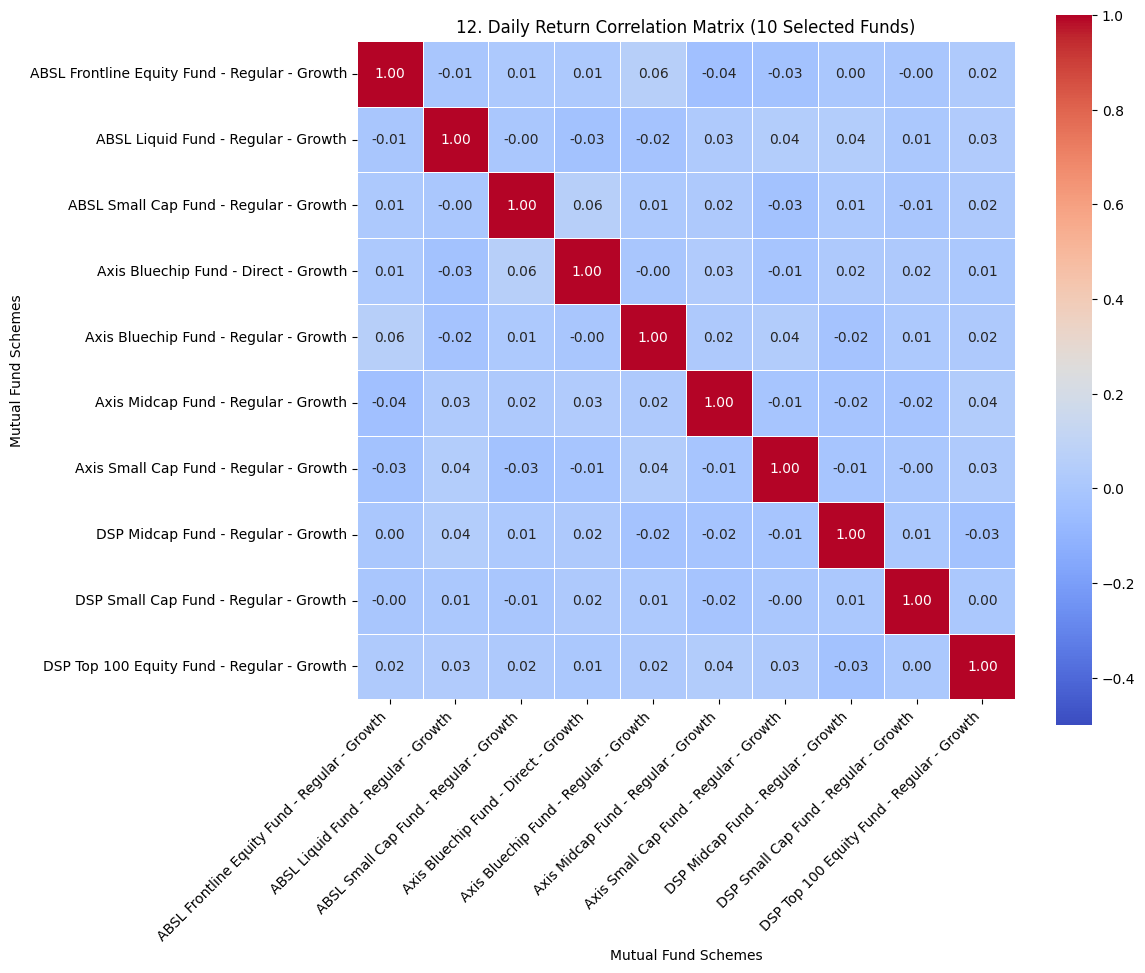 12. Daily Return Correlation Matrix (10 Selected Funds)
Mutual Fund Schemes
ABSL Frontline Equity Fund - Regular - Growth 1.00 -0.01 0.01 0.01 0.06 -0.04 -0.03 0.00 -0.00 0.02
ABSL Liquid Fund - Regular - Growth -0.01 1.00 -0.00 -0.03 -0.02 0.03 0.04 0.04 0.01 0.03
ABSL Small Cap Fund - Regular - Growth 0.01 -0.00 1.00 0.06 0.01 0.02 -0.03 0.01 -0.01 0.02
Axis Bluechip Fund - Direct - Growth 0.01 -0.03 0.06 1.00 -0.00 0.03 -0.01 0.02 0.02 0.01
Axis Bluechip Fund - Regular - Growth 0.06 -0.02 0.01 -0.00 1.00 0.02 0.04 -0.02 0.01 0.02
Axis Midcap Fund - Regular - Growth -0.04 0.03 0.02 0.03 0.02 1.00 -0.01 -0.02 -0.02 0.04
Axis Small Cap Fund - Regular - Growth -0.03 0.04 -0.03 -0.01 0.04 -0.01 1.00 -0.01 -0.00 0.03
DSP Midcap Fund - Regular - Growth 0.00 0.04 0.01 0.02 -0.02 -0.02 -0.01 1.00 0.01 -0.03
DSP Small Cap Fund - Regular - Growth -0.00 0.01 -0.01 0.02 0.01 -0.02 -0.00 0.01 1.00 0.00
DSP Top 100 Equity Fund - Regular - Growth 0.02 0.03 0.02 0.01 0.02 0.04 0.03 -0.03 0.00 1.00
ABSL Frontline Equity Fund - Regular - Growth
ABSL Liquid Fund - Regular - Growth
ABSL Small Cap Fund - Regular - Growth
Axis Bluechip Fund - Direct - Growth
Axis Bluechip Fund - Regular - Growth
Axis Midcap Fund - Regular - Growth
Axis Small Cap Fund - Regular - Growth
DSP Midcap Fund - Regular - Growth
DSP Small Cap Fund - Regular - Growth
DSP Top 100 Equity Fund - Regular - Growth
Mutual Fund Schemes
1.0
0.8
0.6
0.4
0.2
0.0
−0.2
−0.4